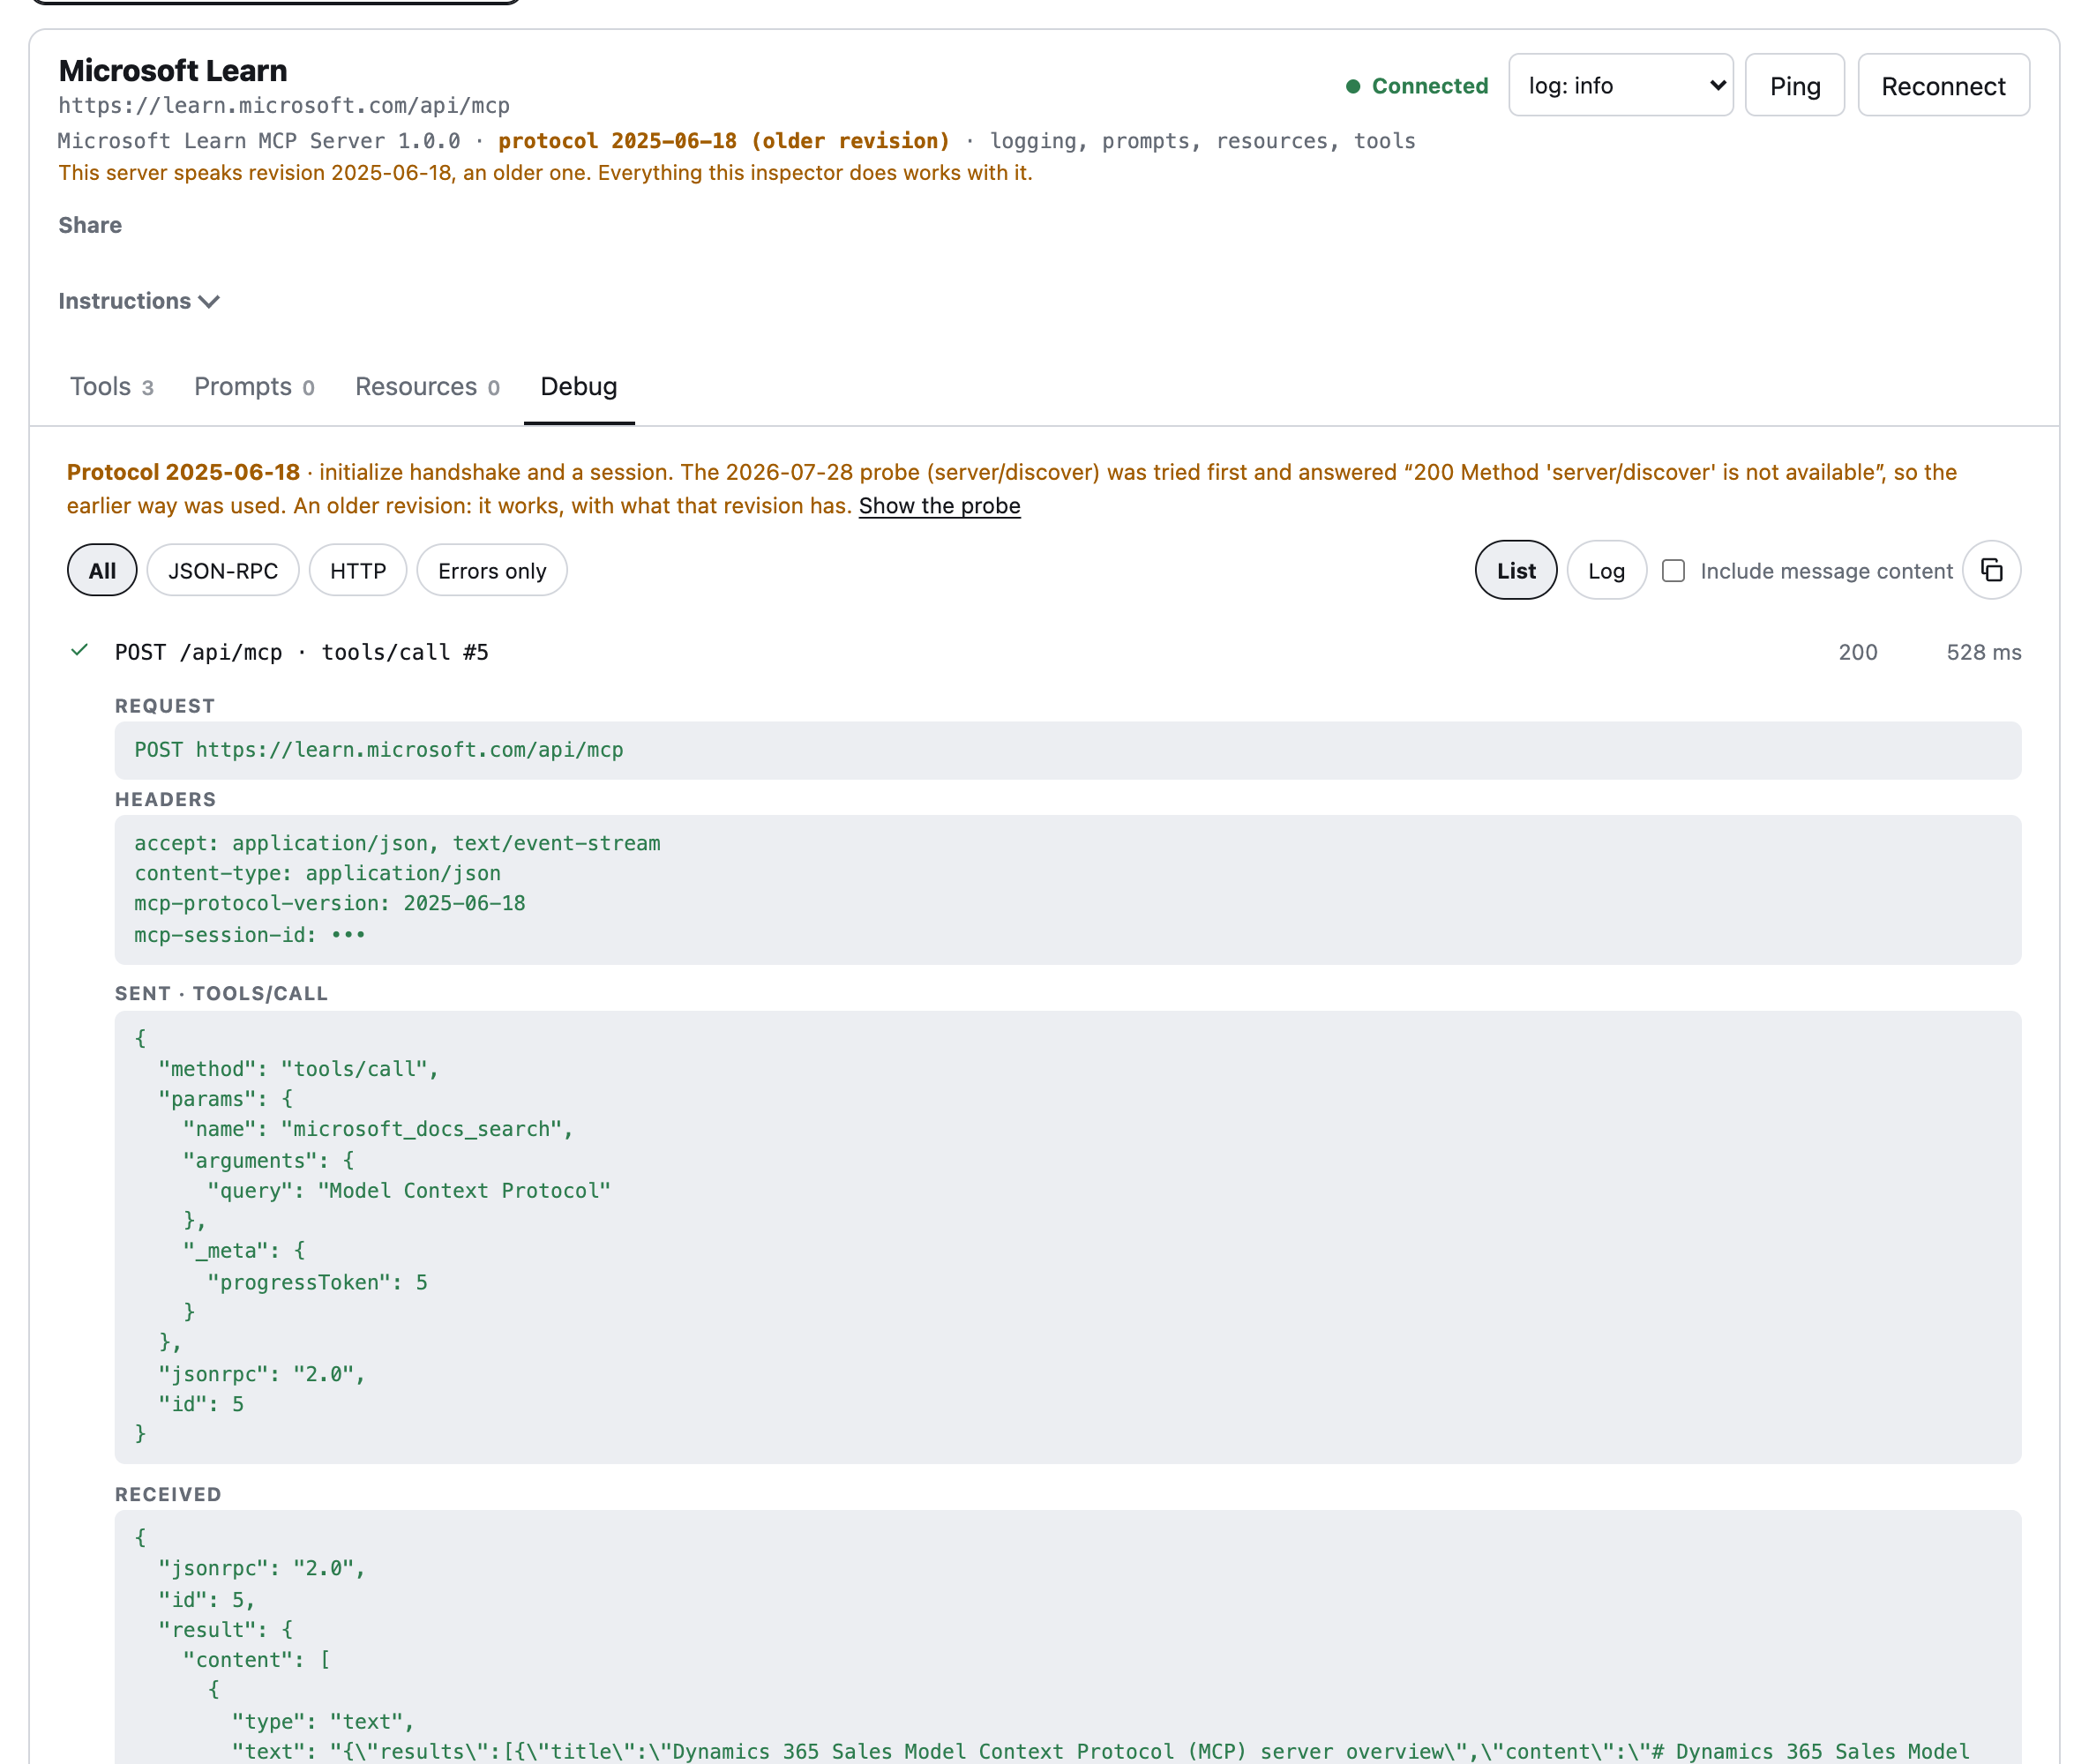 Microsoft Learn
https://learn.microsoft.com/api/mcp
Microsoft Learn MCP Server 1.0.0 · protocol 2025-06-18 (older revision) · logging, prompts, resources, tools
This server speaks revision 2025-06-18, an older one. Everything this inspector does works with it.
Connected
log: info
Ping
Reconnect
Share
Instructions
Tools 3
Prompts 0
Resources 0
Debug
Protocol 2025-06-18 · initialize handshake and a session. The 2026-07-28 probe (server/discover) was tried first and answered “200 Method 'server/discover' is not available”, so the
earlier way was used. An older revision: it works, with what that revision has. Show the probe
All
JSON-RPC
HTTP
Errors only
List
Log
Include message content
POST /api/mcp · tools/call #5
200
528 ms
REQUEST
POST https://learn.microsoft.com/api/mcp
HEADERS
accept: application/json, text/event-stream
content-type: application/json
mcp-protocol-version: 2025-06-18
mcp-session-id: •••
SENT · TOOLS/CALL
{
  "method": "tools/call",
  "params": {
    "name": "microsoft_docs_search",
    "arguments": {
      "query": "Model Context Protocol"
    },
    "_meta": {
      "progressToken": 5
    }
  },
  "jsonrpc": "2.0",
  "id": 5
}
RECEIVED
{
  "jsonrpc": "2.0",
  "id": 5,
  "result": {
    "content": [
      {
        "type": "text",
        "text": "{\"results\":[{\"title\":\"Dynamics 365 Sales Model Context Protocol (MCP) server overview\",\"content\":\"# Dynamics 365 Sales Model